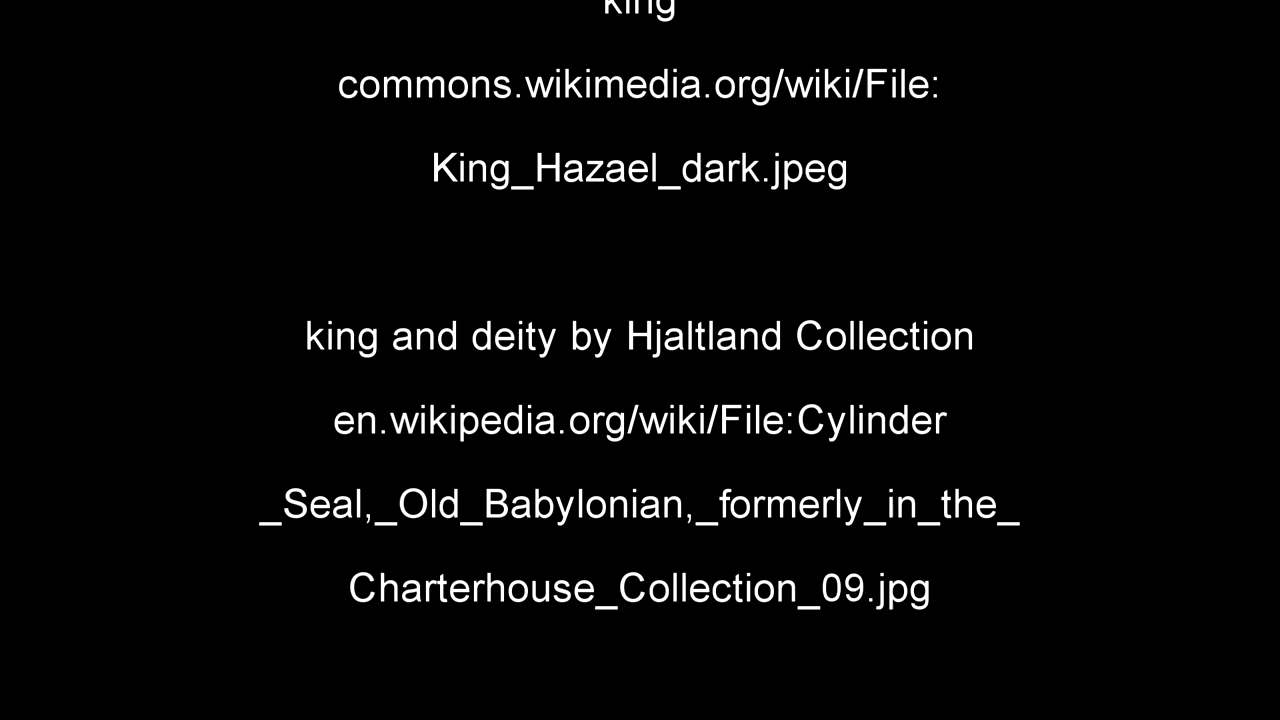 king
commons.wikimedia.org/wiki/File:
King_Hazael_dark.jpeg
king and deity by Hjaltland Collection
en.wikipedia.org/wiki/File:Cylinder
_Seal,_Old_Babylonian,_formerly_in_the_
Charterhouse_Collection_09.jpg